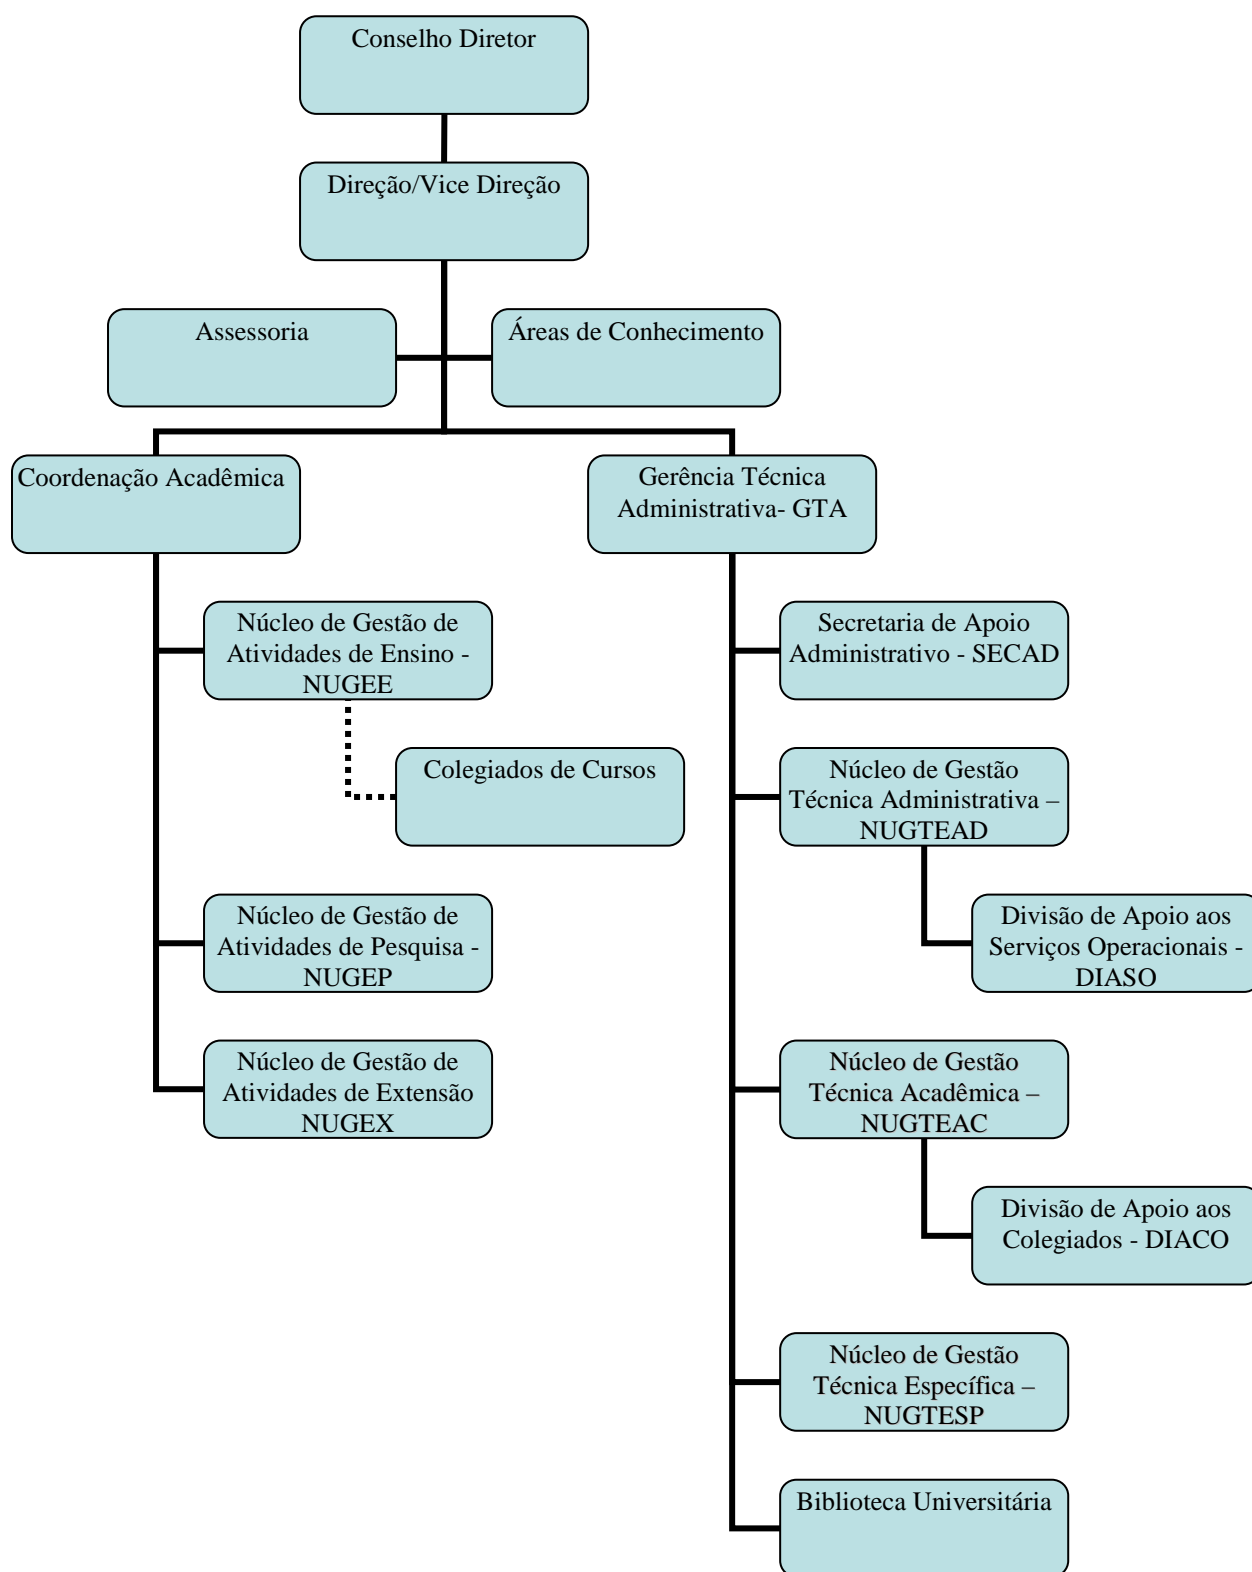 Conselho Diretor
Direção/Vice Direção
Assessoria
Áreas de Conhecimento
Coordenação Acadêmica
Gerência Técnica
Administrativa- GTA
Núcleo de Gestão de
Atividades de Ensino -
NUGEE
Secretaria de Apoio
Administrativo - SECAD
Colegiados de Cursos
Núcleo de Gestão
Técnica Administrativa –
NUGTEAD
Núcleo de Gestão de
Atividades de Pesquisa -
NUGEP
Divisão de Apoio aos
Serviços Operacionais -
DIASO
Núcleo de Gestão de
Atividades de Extensão
NUGEX
Núcleo de Gestão
Técnica Acadêmica –
NUGTEAC
Divisão de Apoio aos
Colegiados - DIACO
Núcleo de Gestão
Técnica Específica –
NUGTESP
Biblioteca Universitária